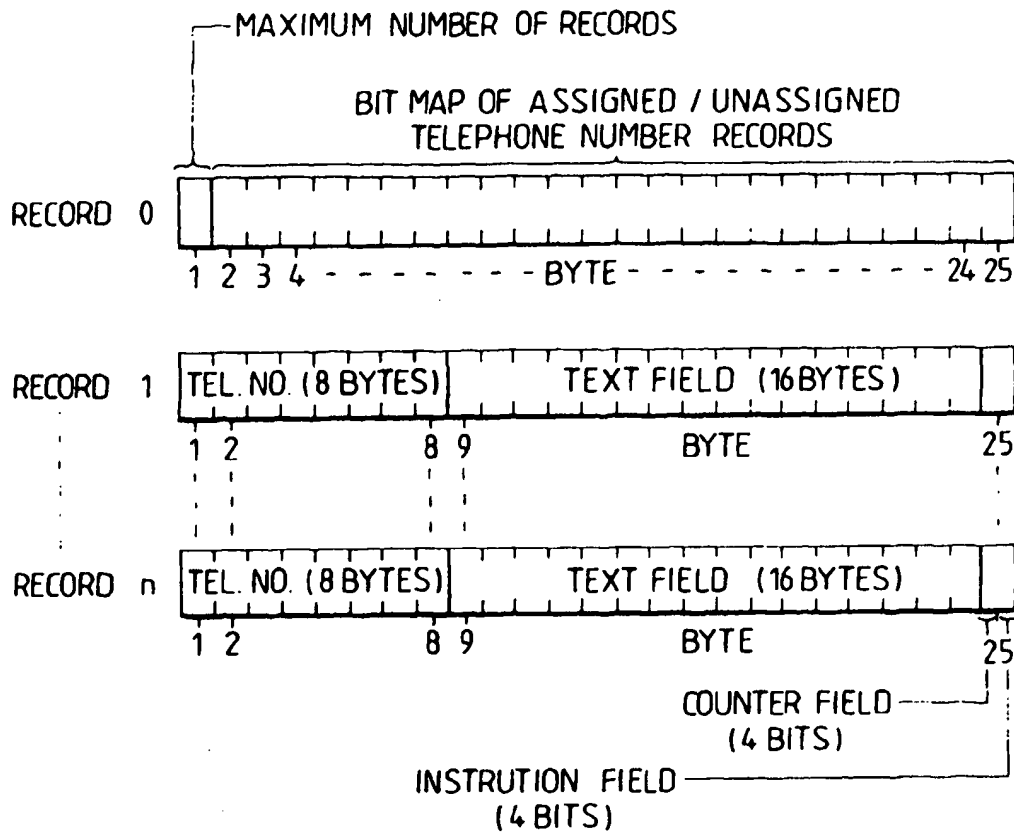 MAXIMUM NUMBER OF RECORDS
BIT MAP OF ASSIGNED / UNASSIGNED
TELEPHONE NUMBER RECORDS
RECORD 0
1 2 3 4 - - - - - - - BYTE - - - - - - - - - - 24 25
RECORD 1 TEL. NO. (8 BYTES) TEXT FIELD (16 BYTES)
1 2 8 9 BYTE 25
RECORD n TEL. NO. (8 BYTES) TEXT FIELD (16 BYTES)
1 2 8 9 BYTE 25
COUNTER FIELD
(4 BITS)
INSTRUTION FIELD
(4 BITS)